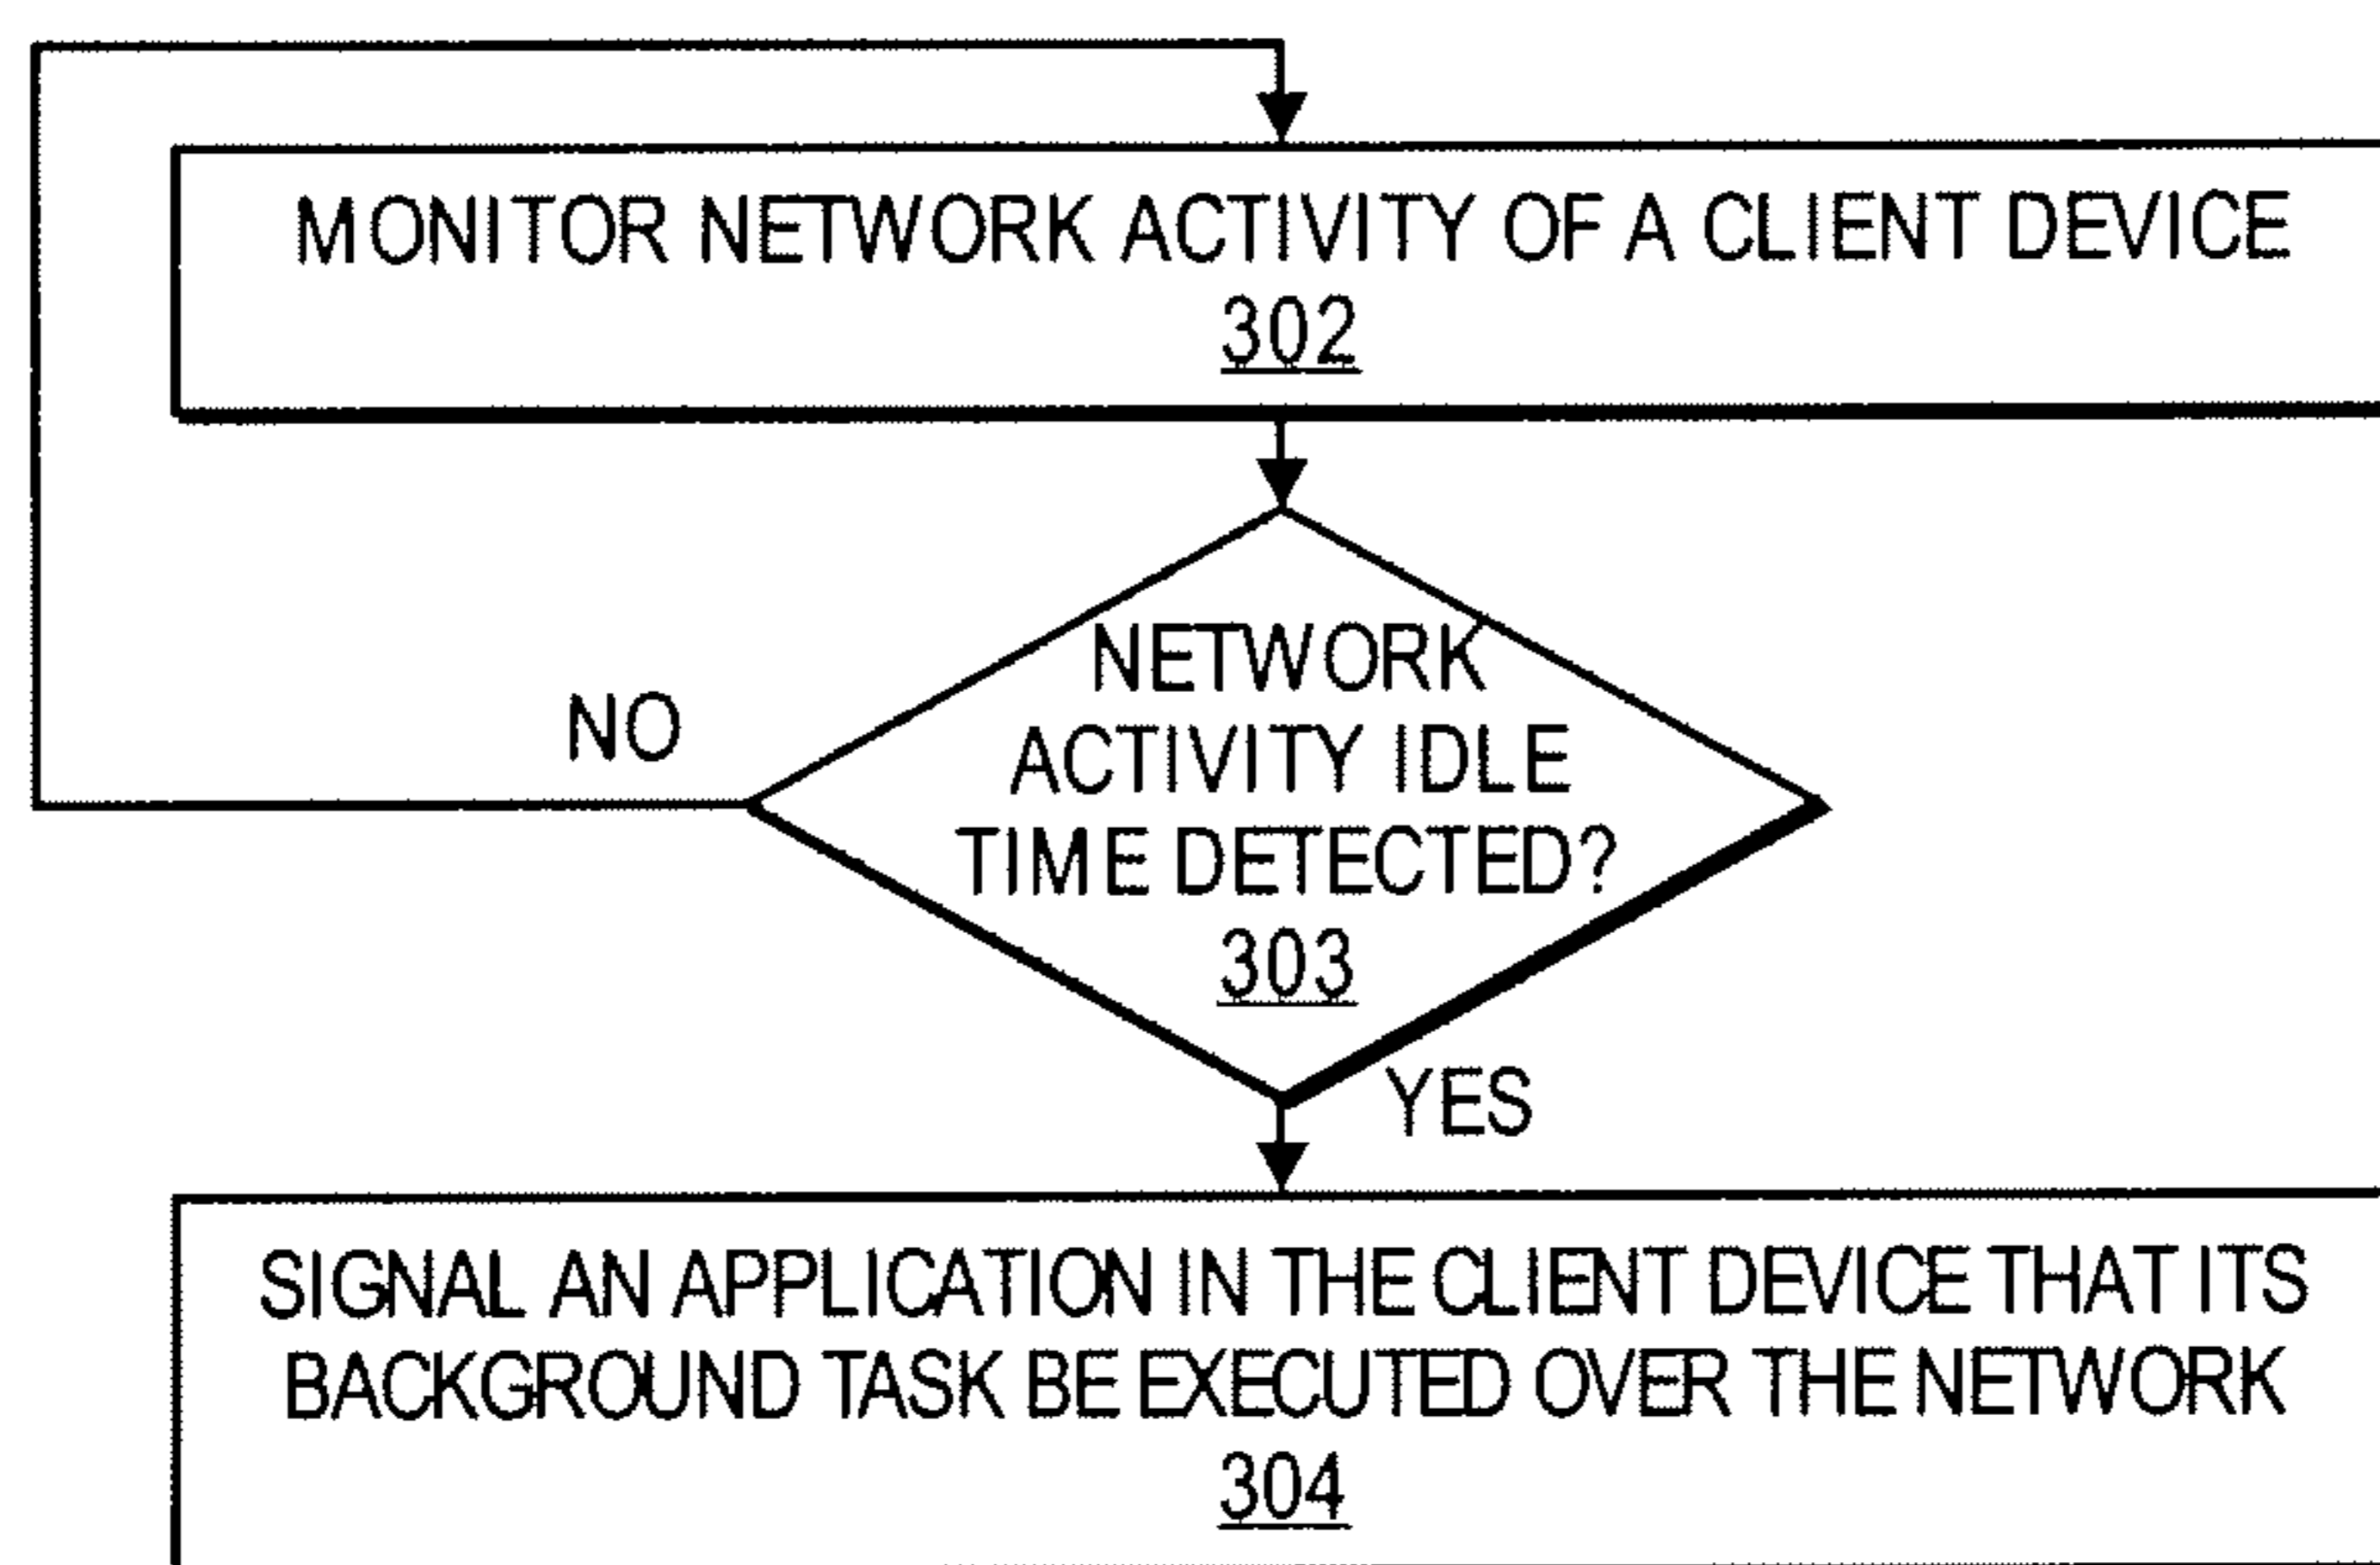 MONITOR NETWORK ACTIVITY OF A CLIENT DEVICE
302
NETWORK
ACTIVITY IDLE
TIME DETECTED?
303
NO
YES
SIGNAL AN APPLICATION IN THE CLIENT DEVICE THAT ITS
BACKGROUND TASK BE EXECUTED OVER THE NETWORK
304